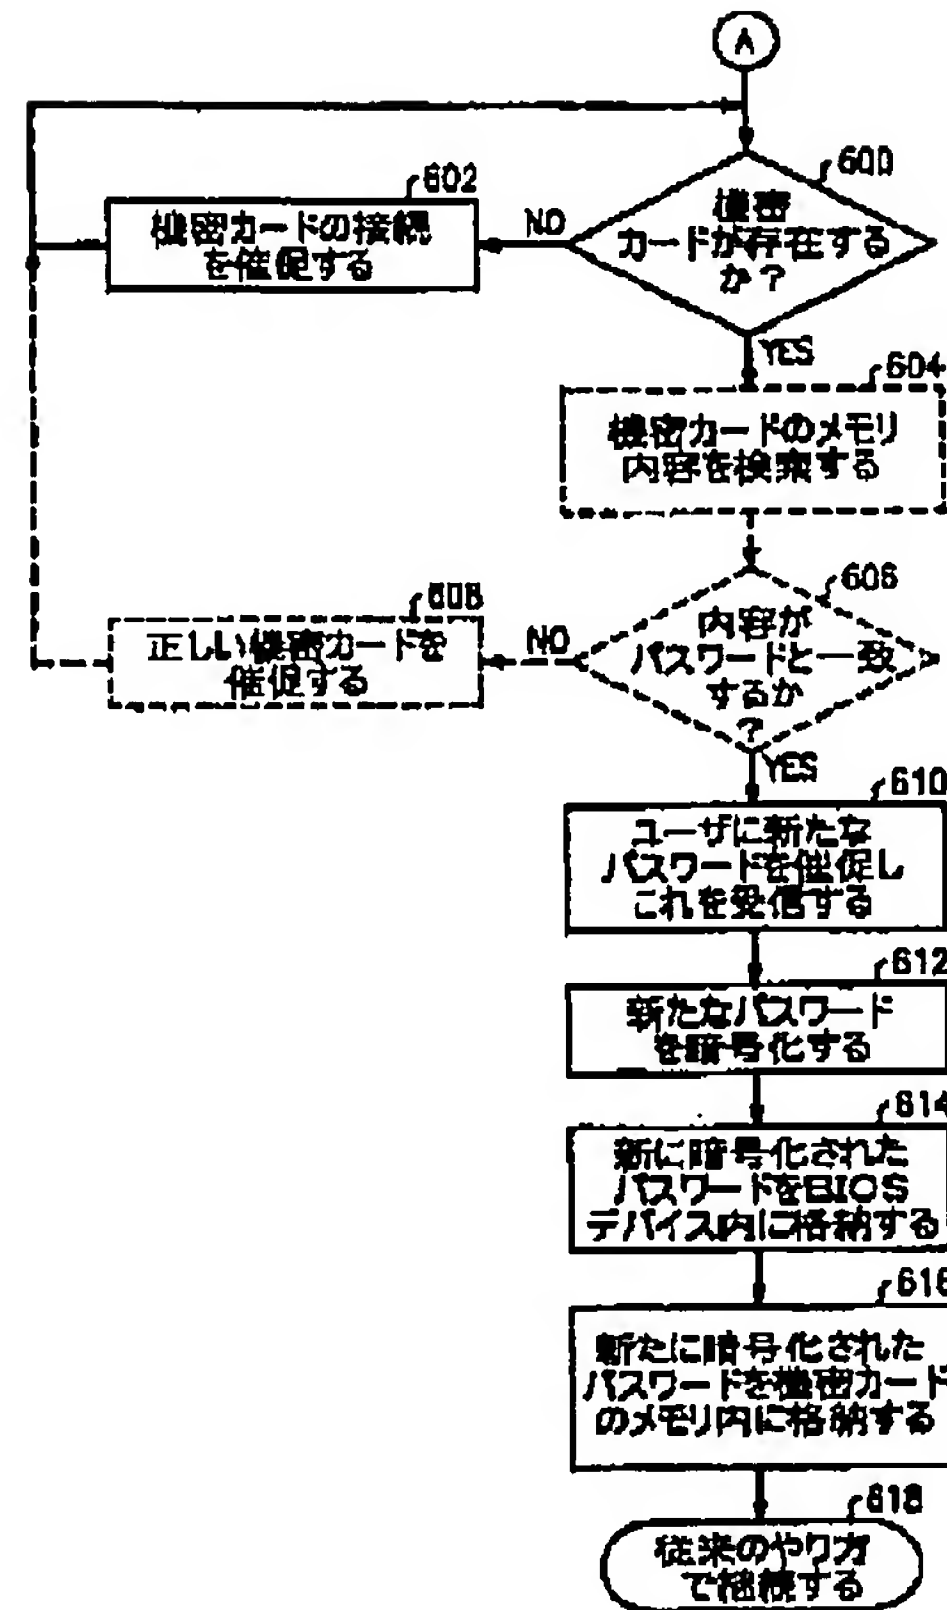 A
600
機密
カードが存在する
か?
602
機密カードの接続
を催促する
NO
YES
604
機密カードのメモリ
内容を検索する
606
内容が
パスワードと一致
するか
?
608
正しい機密カードを
催促する
NO
YES
610
ユーザに新たな
パスワードを催促し
これを受信する
612
新たなパスワード
を暗号化する
614
新に暗号化された
パスワードをBIOS
デバイス内に格納する
616
新たに暗号化された
パスワードを機密カード
のメモリ内に格納する
618
従来のやり方
で継続する